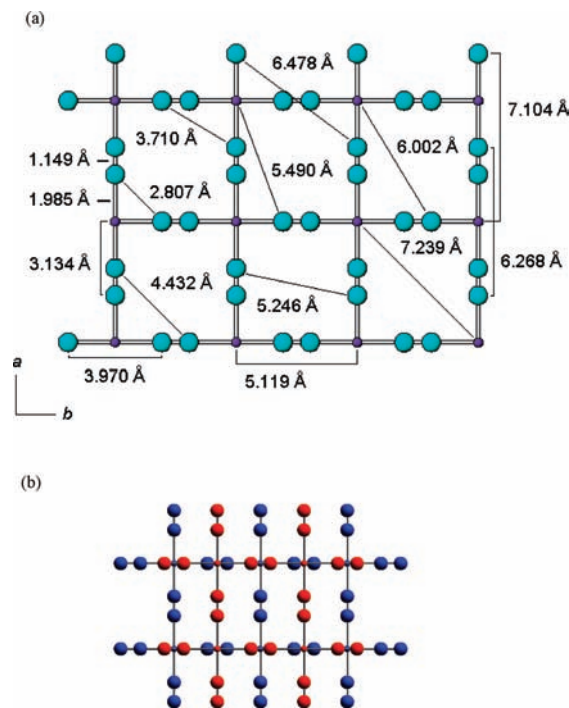 (a)
6.478 Å
7.104 Å
3.710 Å
6.002 Å
1.149 Å
5.490 Å
2.807 Å
1.985 Å
7.239 Å
6.268 Å
3.134 Å
4.432 Å
5.246 Å
a
3.970 Å
5.119 Å
b
(b)